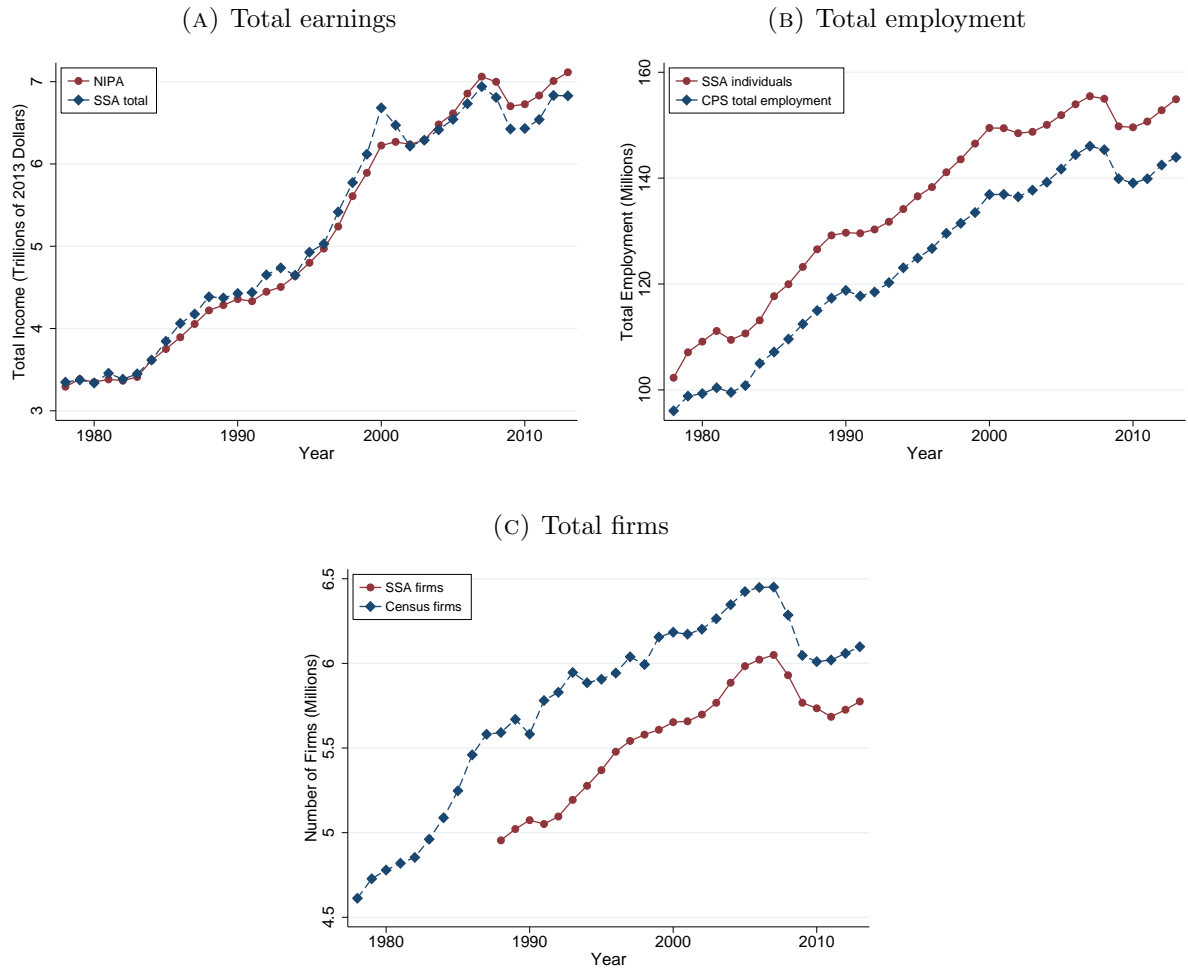 (A) Total earnings
Total Income (Trillions of 2013 Dollars)
7
6
5
4
3
NIPA
SSA total
1980 1990 2000 2010
Year
(B) Total employment
Total Employment (Millions)
160
140
120
100
SSA individuals
CPS total employment
1980 1990 2000 2010
Year
(C) Total firms
Number of Firms (Millions)
6.5
6
5.5
5
4.5
SSA firms
Census firms
1980 1990 2000 2010
Year